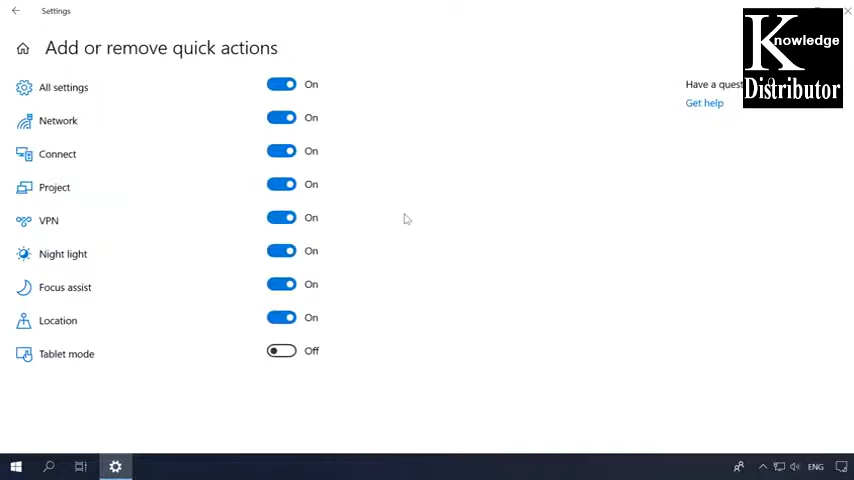 Settings
Add or remove quick actions
All settings On
Network On
Connect On
Project On
VPN On
Night light On
Focus assist On
Location On
Tablet mode Off
Have a quest
Get help
Knowledge
Distributor
ENG